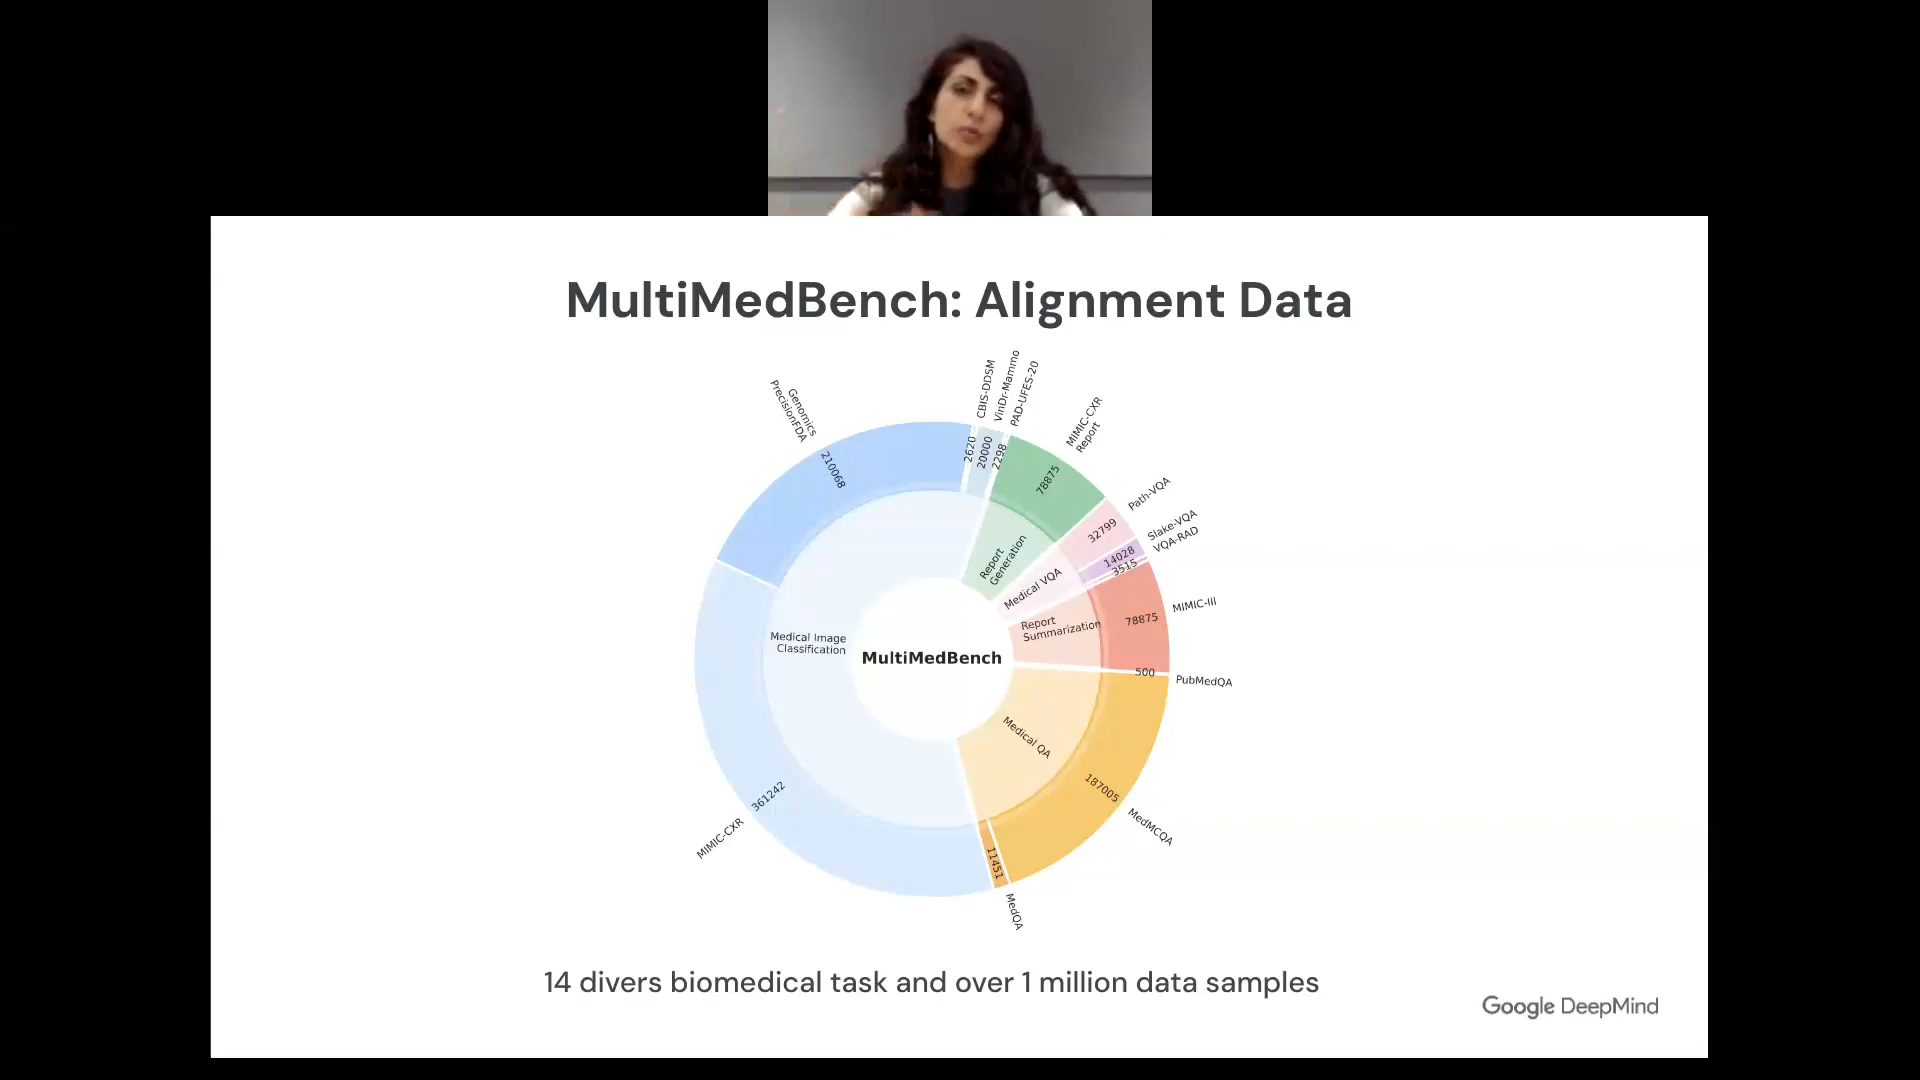 MultiMedBench: Alignment Data
Genomics
PrecisionFDA
210068
CBIS-DDSM
2620
VinDr-Mammo
20000
PAD-UFES-20
2298
MIMIC-CXR
Report
78875
Path-VQA
32799
Slake-VQA
14028
VQA-RAD
3515
MIMIC-III
78875
PubMedQA
500
MedMCQA
187005
MedQA
11451
MIMIC-CXR
361242
Medical Image
Classification
Report
Generation
Medical VQA
Report
Summarization
Medical QA
MultiMedBench
14 divers biomedical task and over 1 million data samples
Google DeepMind